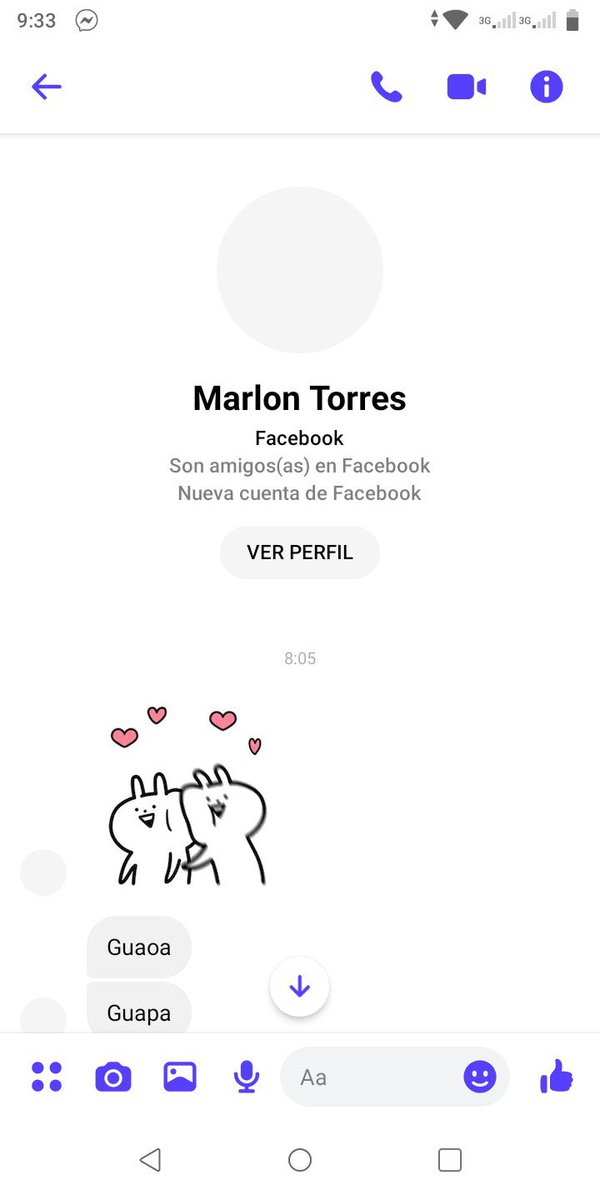 9:33
3G 3G
Marlon Torres
Facebook
Son amigos(as) en Facebook
Nueva cuenta de Facebook
VER PERFIL
8:05
Guaoa
Guapa
Aa